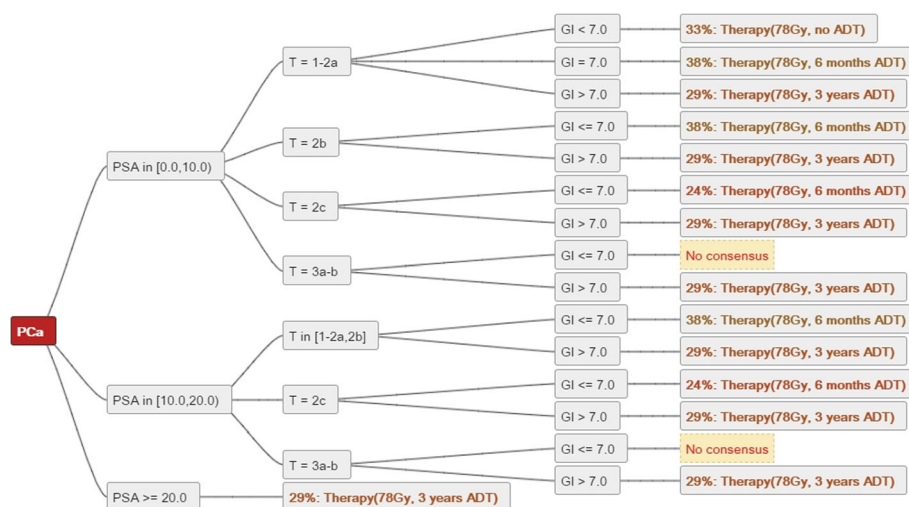 GI < 7.0
33%: Therapy(78Gy, no ADT)
T = 1-2a
GI = 7.0
38%: Therapy(78Gy, 6 months ADT)
GI > 7.0
29%: Therapy(78Gy, 3 years ADT)
GI <= 7.0
38%: Therapy(78Gy, 6 months ADT)
T = 2b
GI > 7.0
29%: Therapy(78Gy, 3 years ADT)
PSA in [0.0,10.0)
GI <= 7.0
24%: Therapy(78Gy, 6 months ADT)
T = 2c
GI > 7.0
29%: Therapy(78Gy, 3 years ADT)
GI <= 7.0
No consensus
T = 3a-b
GI > 7.0
29%: Therapy(78Gy, 3 years ADT)
PCa
GI <= 7.0
38%: Therapy(78Gy, 6 months ADT)
T in [1-2a,2b]
GI > 7.0
29%: Therapy(78Gy, 3 years ADT)
PSA in [10.0,20.0)
GI <= 7.0
24%: Therapy(78Gy, 6 months ADT)
T = 2c
GI > 7.0
29%: Therapy(78Gy, 3 years ADT)
GI <= 7.0
No consensus
T = 3a-b
GI > 7.0
29%: Therapy(78Gy, 3 years ADT)
PSA >= 20.0
29%: Therapy(78Gy, 3 years ADT)